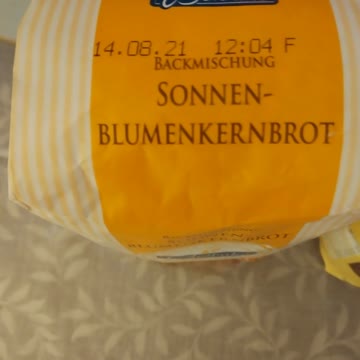 14.08.21 12:04 F
BACKMISCHUNG
SONNEN-
BLUMENKERNBROT